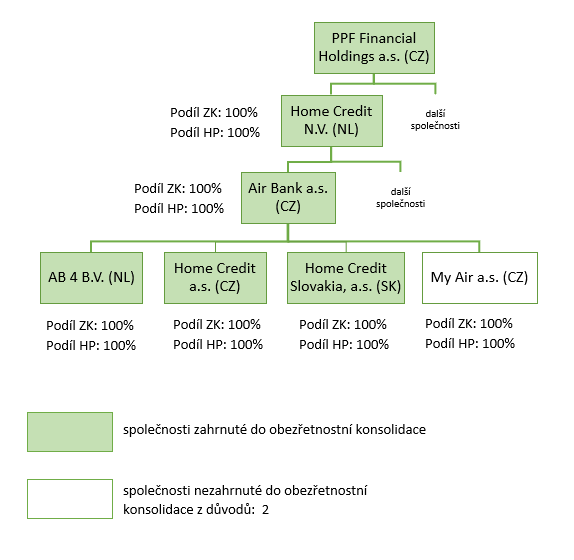 PPF Financial
Holdings a.s. (CZ)
Podíl ZK: 100%
Podíl HP: 100%
Home Credit
N.V. (NL)
další
společnosti
Podíl ZK: 100%
Podíl HP: 100%
Air Bank a.s.
(CZ)
další
společnosti
AB 4 B.V. (NL)
Home Credit
a.s. (CZ)
Home Credit
Slovakia, a.s. (SK)
My Air a.s. (CZ)
Podíl ZK: 100%
Podíl HP: 100%
Podíl ZK: 100%
Podíl HP: 100%
Podíl ZK: 100%
Podíl HP: 100%
Podíl ZK: 100%
Podíl HP: 100%
společnosti zahrnuté do obezřetnostní konsolidace
společnosti nezahrnuté do obezřetnostní
konsolidace z důvodů: 2